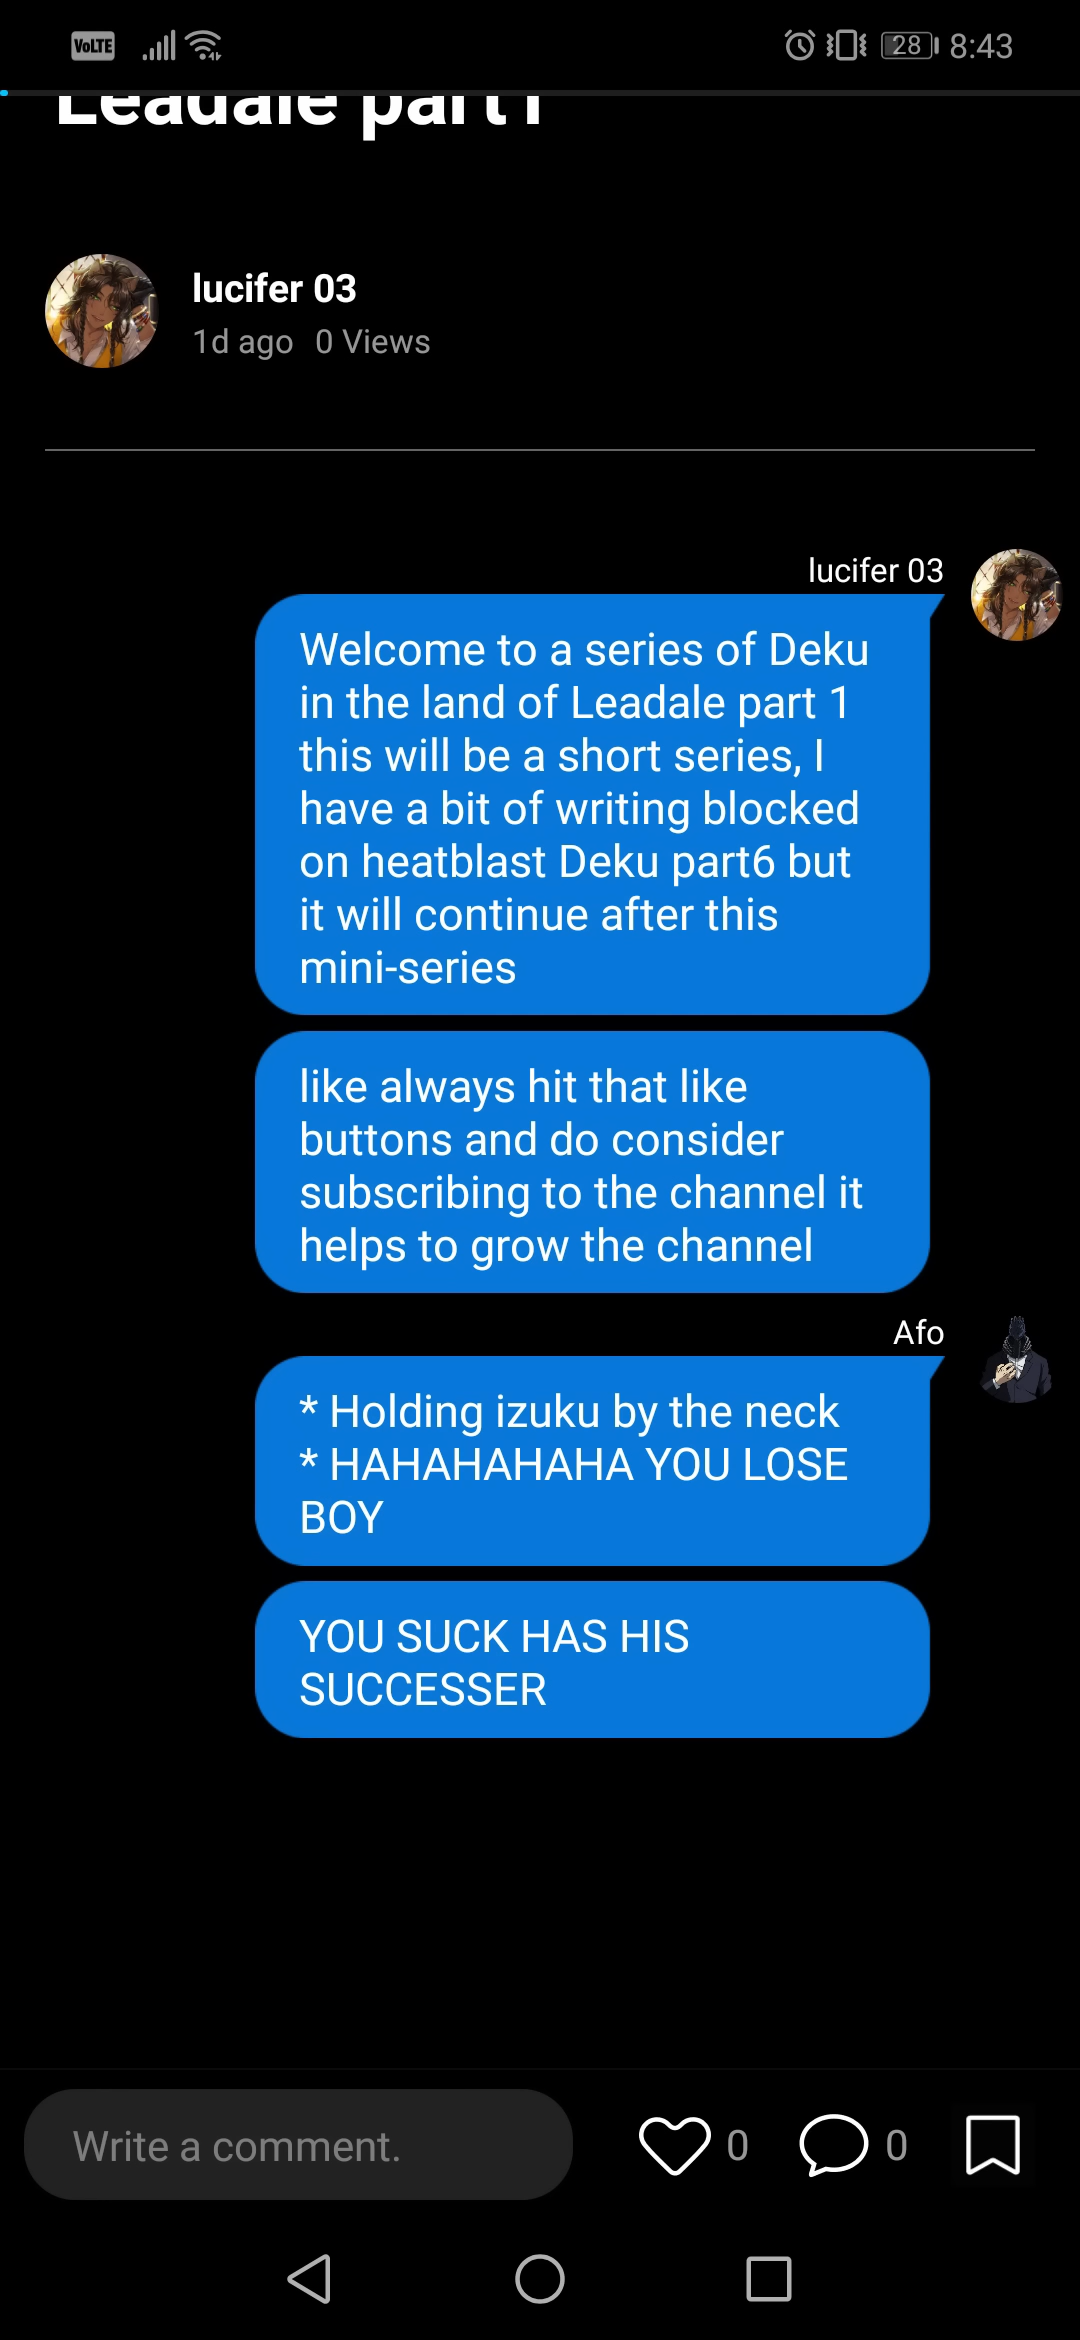 VoLTE
28
8:43
Leadale part1
lucifer 03
1d ago 0 Views
lucifer 03
Welcome to a series of Deku
in the land of Leadale part 1
this will be a short series, I
have a bit of writing blocked
on heatblast Deku part6 but
it will continue after this
mini-series
like always hit that like
buttons and do consider
subscribing to the channel it
helps to grow the channel
Afo
* Holding izuku by the neck
* HAHAHAHAHA YOU LOSE
BOY
YOU SUCK HAS HIS
SUCCESSER
Write a comment.
0
0